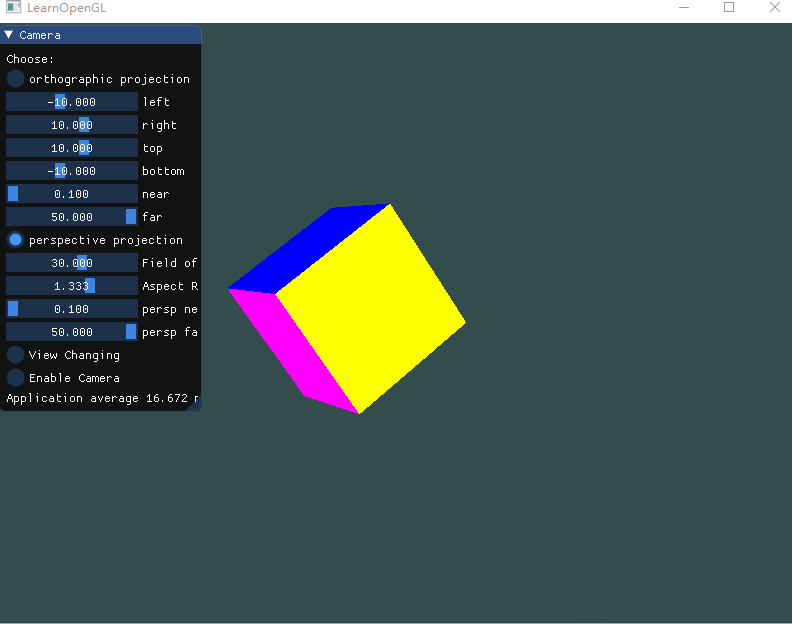 LearnOpenGL
Camera
Choose:
orthographic projection
-10.000 left
10.000 right
10.000 top
-10.000 bottom
0.100 near
50.000 far
perspective projection
30.000 Field of
1.333 Aspect R
0.100 persp ne
50.000 persp fa
View Changing
Enable Camera
Application average 16.672